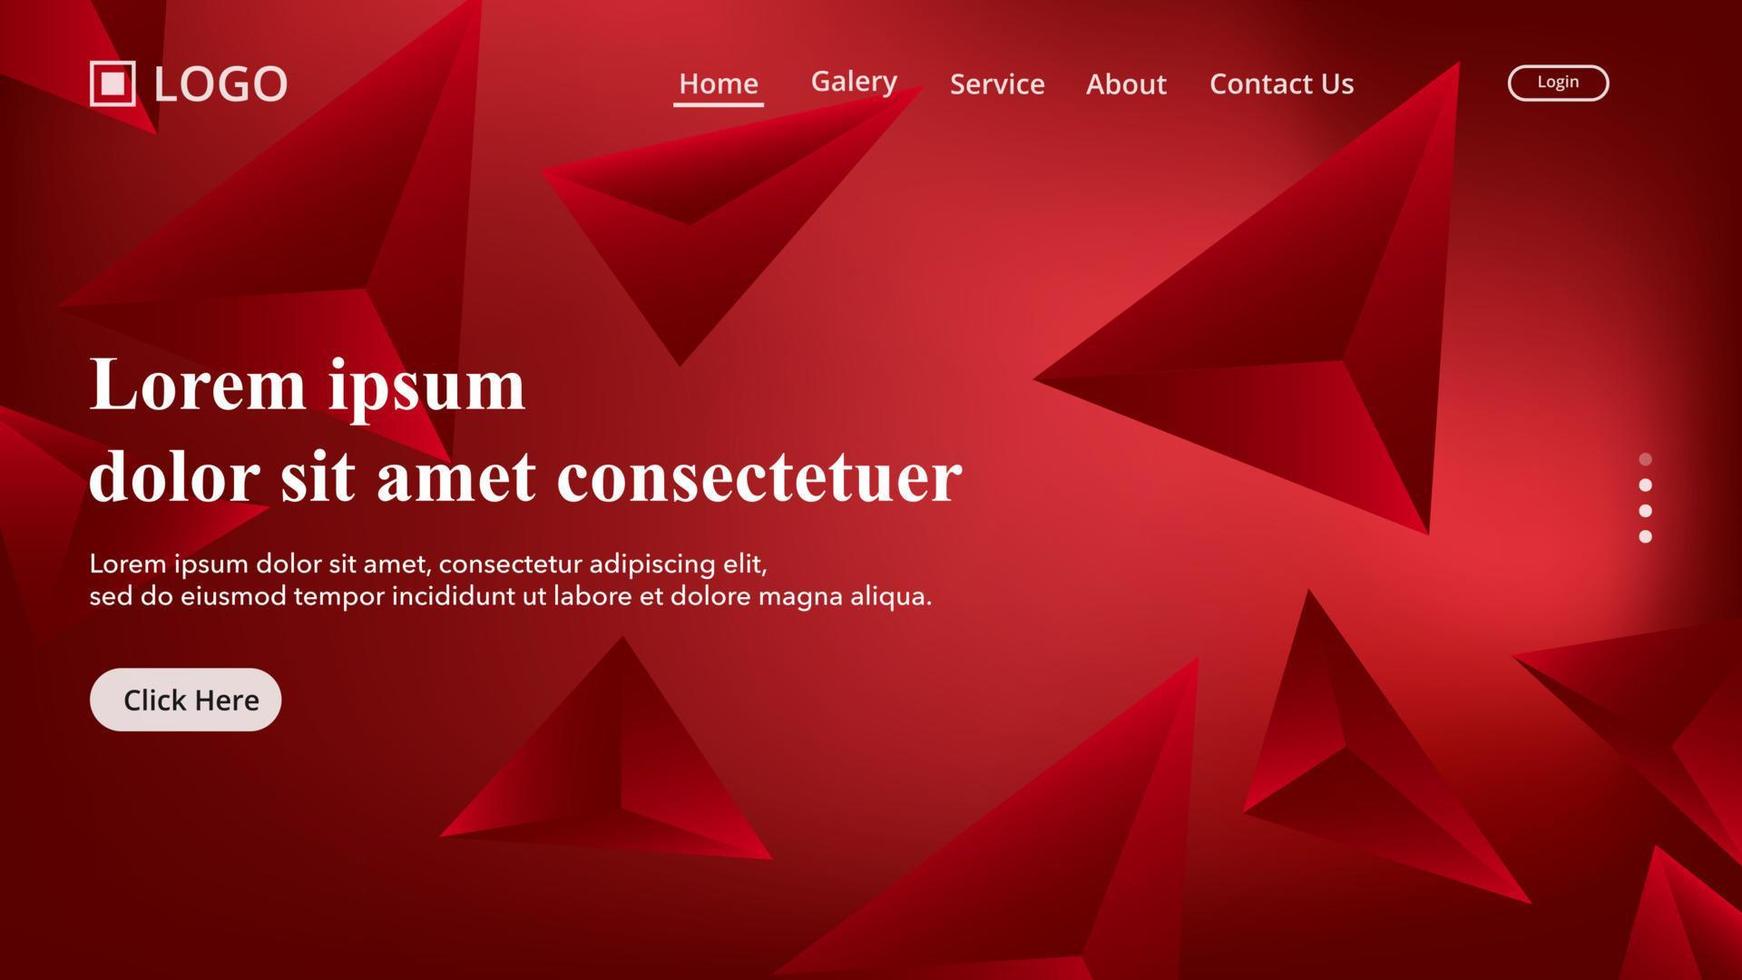 LOGO
Home Galery Service About Contact Us Login
Lorem ipsum
dolor sit amet consectetuer
Lorem ipsum dolor sit amet, consectetur adipiscing elit,
sed do eiusmod tempor incididunt ut labore et dolore magna aliqua.
Click Here